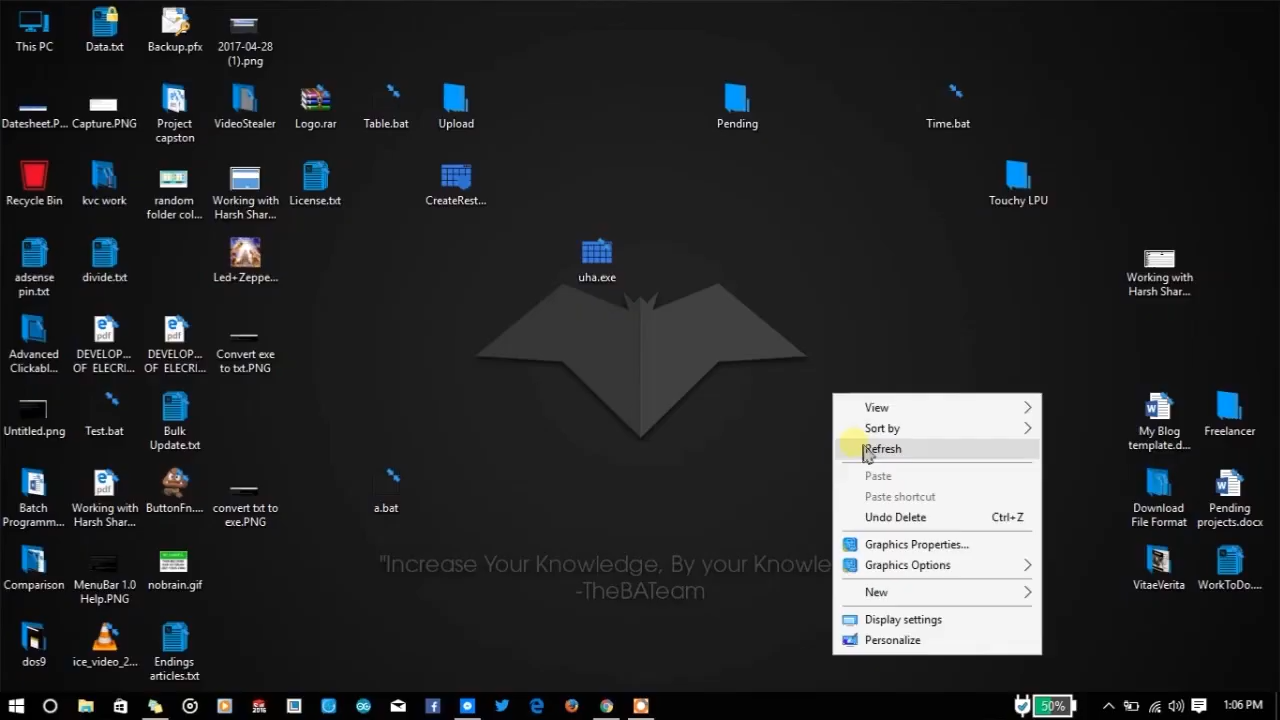 This PC
Data.txt
Backup.pfx
2017-04-28
(1).png
Datesheet.P...
Capture.PNG
Project
capston
VideoStealer
Logo.rar
Table.bat
Upload
Pending
Time.bat
Recycle Bin
kvc work
random
folder col...
Working with
Harsh Shar...
License.txt
CreateRest...
Touchy LPU
adsense
pin.txt
divide.txt
Led+Zeppe...
uha.exe
Working with
Harsh Shar...
Advanced
Clickabl...
DEVELOP...
OF ELECRI...
DEVELOP...
OF ELECRI...
Convert exe
to txt.PNG
Untitled.png
Test.bat
Bulk
Update.txt
My Blog
template.d...
Freelancer
Batch
Programm...
Working with
Harsh Shar...
ButtonFn....
convert txt to
exe.PNG
a.bat
Download
File Format
Pending
projects.docx
Comparison
MenuBar 1.0
Help.PNG
nobrain.gif
VitaeVerita
WorkToDo....
dos9
ice_video_2...
Endings
articles.txt
"Increase Your Knowledge, By your Knowle
-TheBATeam
View
Sort by
Refresh
Paste
Paste shortcut
Undo Delete Ctrl+Z
Graphics Properties...
Graphics Options
New
Display settings
Personalize
50%
1:06 PM